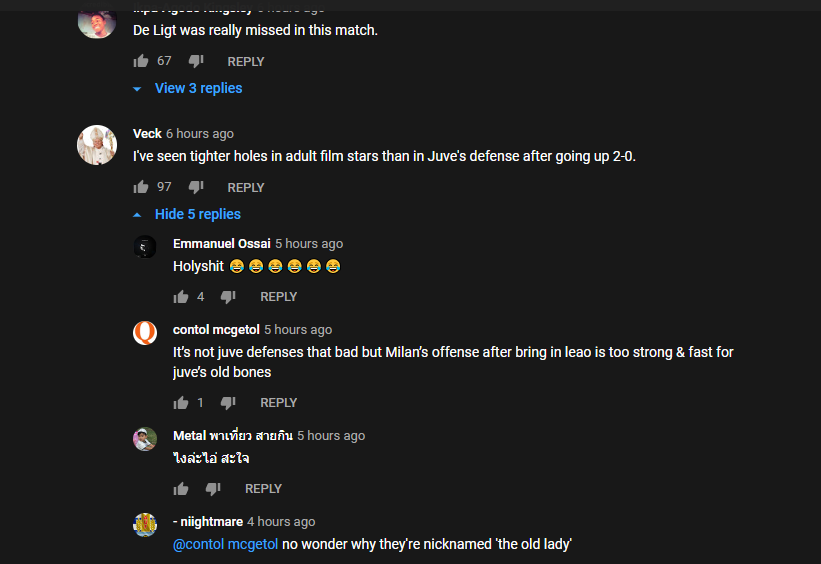 De Ligt was really missed in this match.
67 REPLY
View 3 replies
Veck 6 hours ago
I've seen tighter holes in adult film stars than in Juve's defense after going up 2-0.
97 REPLY
Hide 5 replies
Emmanuel Ossai 5 hours ago
Holyshit 😂 😂 😂 😂 😂 😂
4 REPLY
contol mcgetol 5 hours ago
It's not juve defenses that bad but Milan's offense after bring in leao is too strong & fast for
juve's old bones
1 REPLY
Metal พาเที่ยว สายกิน 5 hours ago
ไงล่ะไอ่ สะใจ
REPLY
- niightmare 4 hours ago
@contol mcgetol no wonder why they're nicknamed 'the old lady'